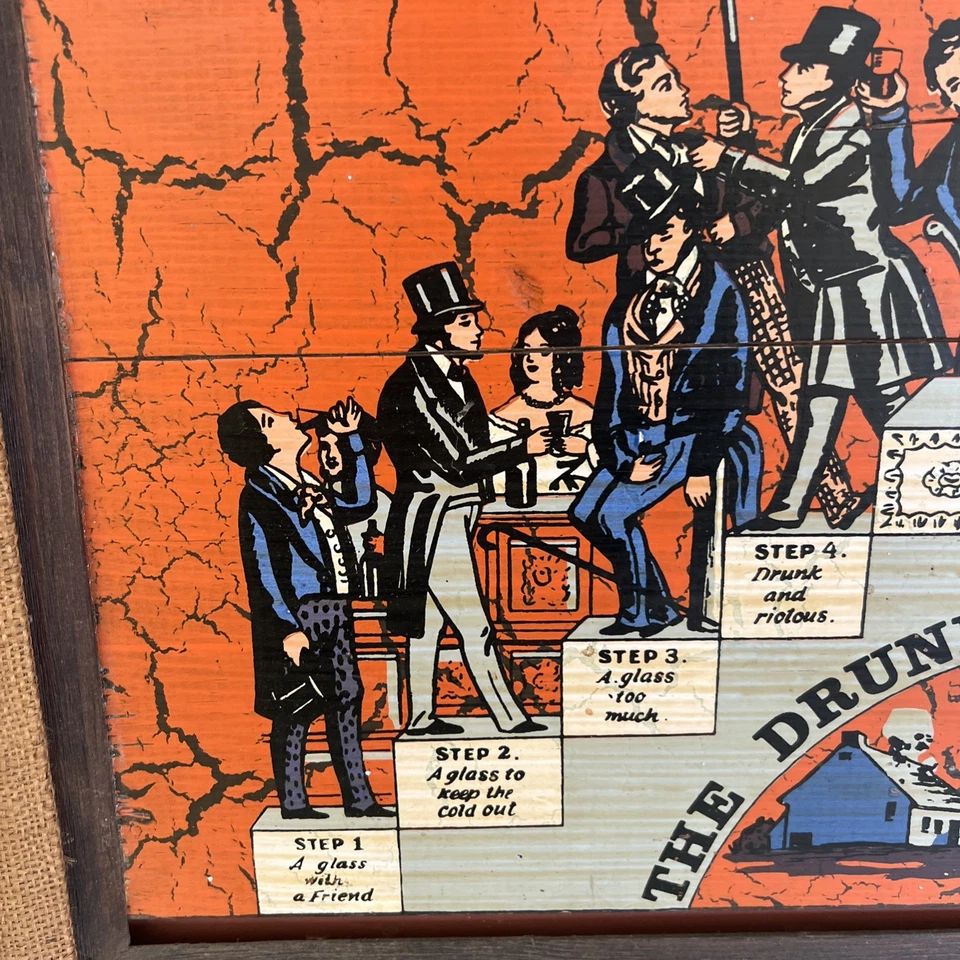 STEP 1
A glass
with
a Friend
STEP 2.
A glass to
keep the
cold out
STEP 3.
A glass
too
much.
STEP 4.
Drunk
and
riotous.
THE DRUN